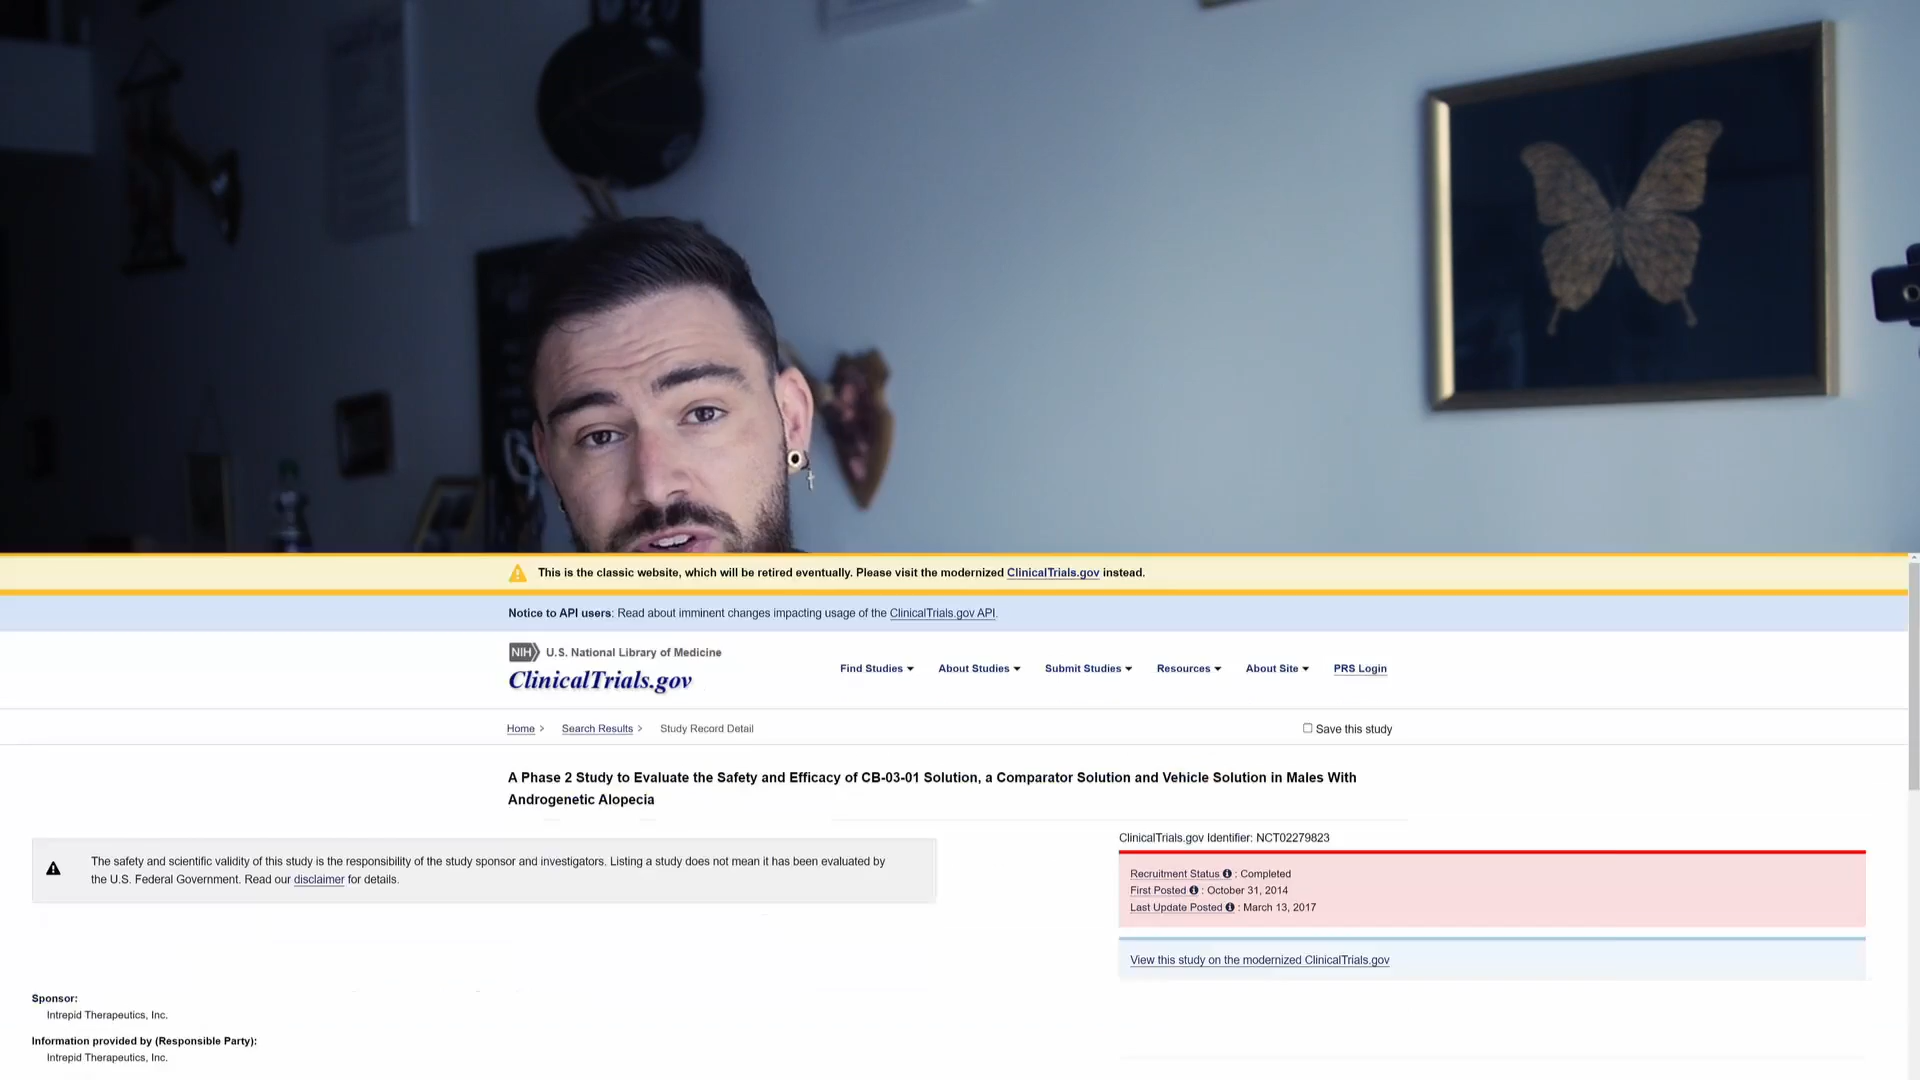 This is the classic website, which will be retired eventually. Please visit the modernized ClinicalTrials.gov instead.
Notice to API users: Read about imminent changes impacting usage of the ClinicalTrials.gov API.
NIH U.S. National Library of Medicine
ClinicalTrials.gov
Find Studies About Studies Submit Studies Resources About Site PRS Login
Home > Search Results > Study Record Detail
Save this study
A Phase 2 Study to Evaluate the Safety and Efficacy of CB-03-01 Solution, a Comparator Solution and Vehicle Solution in Males With
Androgenetic Alopecia
The safety and scientific validity of this study is the responsibility of the study sponsor and investigators. Listing a study does not mean it has been evaluated by
the U.S. Federal Government. Read our disclaimer for details.
ClinicalTrials.gov Identifier: NCT02279823
Recruitment Status : Completed
First Posted : October 31, 2014
Last Update Posted : March 13, 2017
View this study on the modernized ClinicalTrials.gov
Sponsor:
Intrepid Therapeutics, Inc.
Information provided by (Responsible Party):
Intrepid Therapeutics, Inc.